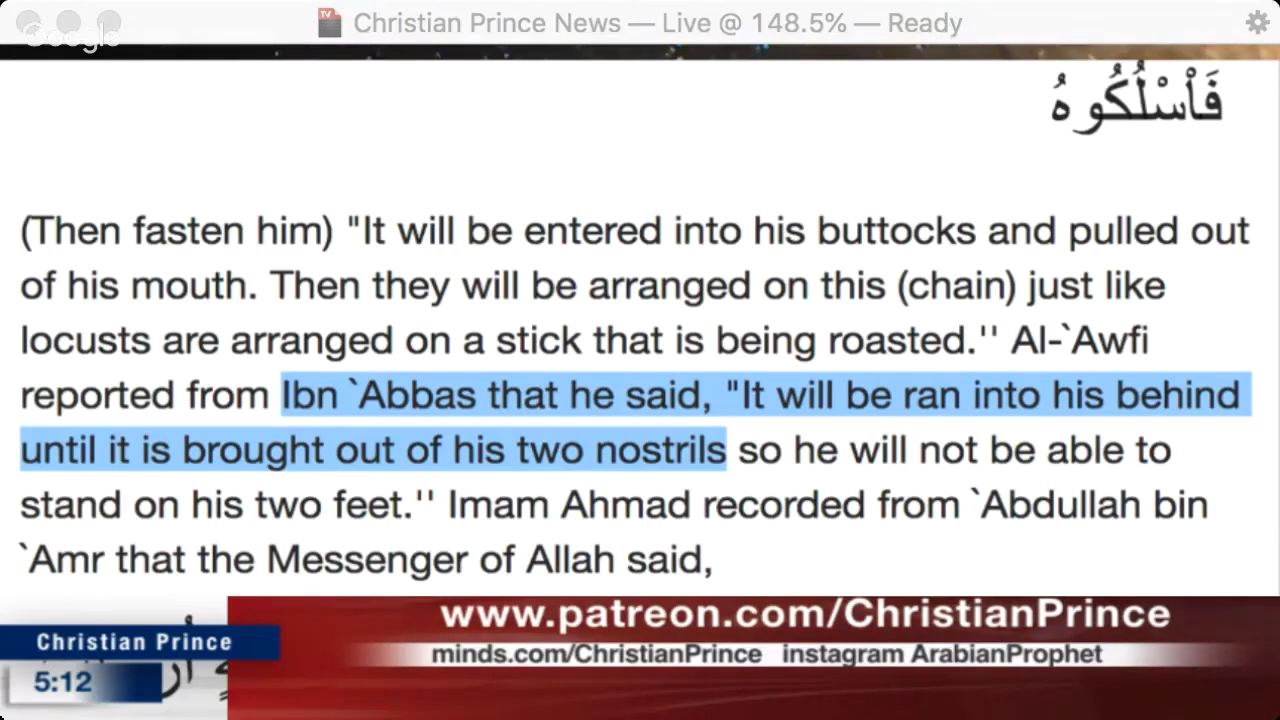 Christian Prince News — Live @ 148.5% — Ready
Google
فَاْسْلُكُوهُ
(Then fasten him) "It will be entered into his buttocks and pulled out
of his mouth. Then they will be arranged on this (chain) just like
locusts are arranged on a stick that is being roasted.'' Al-`Awfi
reported from Ibn `Abbas that he said, "It will be ran into his behind
until it is brought out of his two nostrils so he will not be able to
stand on his two feet.'' Imam Ahmad recorded from `Abdullah bin
`Amr that the Messenger of Allah said,
www.patreon.com/ChristianPrince
Christian Prince
minds.com/ChristianPrince instagram ArabianProphet
5:12